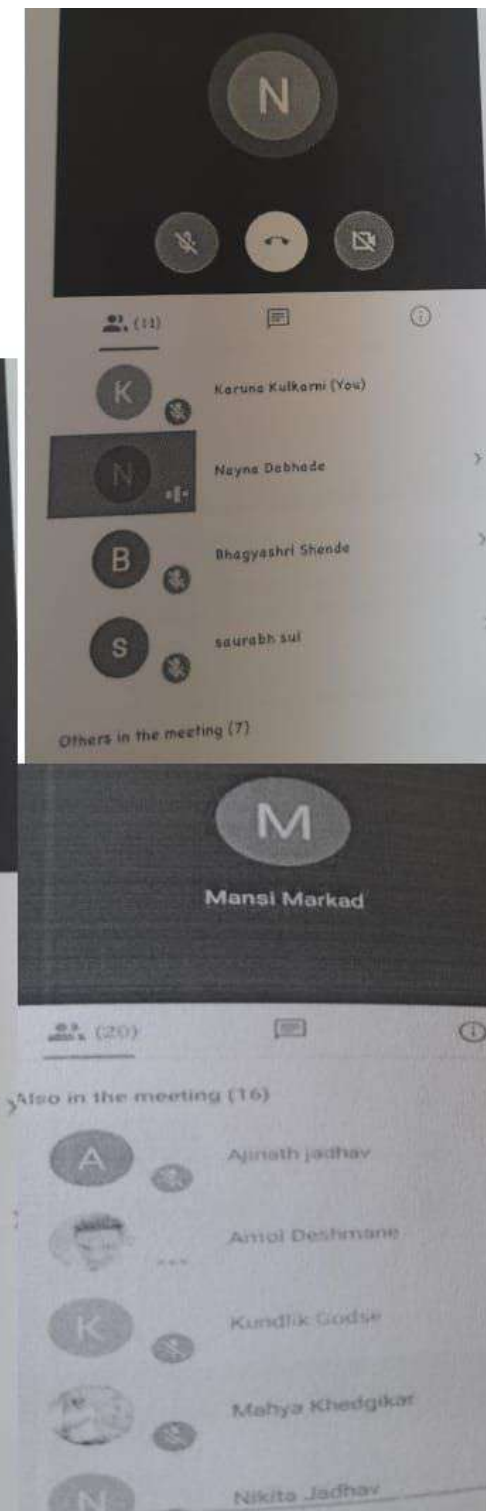 N
(11)
K
Karuna Kulkarni (You)
N
Nayna Dabhade
B
Bhagyashri Shende
S
saurabh sul
Others in the meeting (7)
M
Mansi Markad
(20)
Also in the meeting (16)
A
Ajinath jadhav
Amol Deshmane
K
Kundlik Godse
Mahya Khedgikar
N
Nikita Jadhav